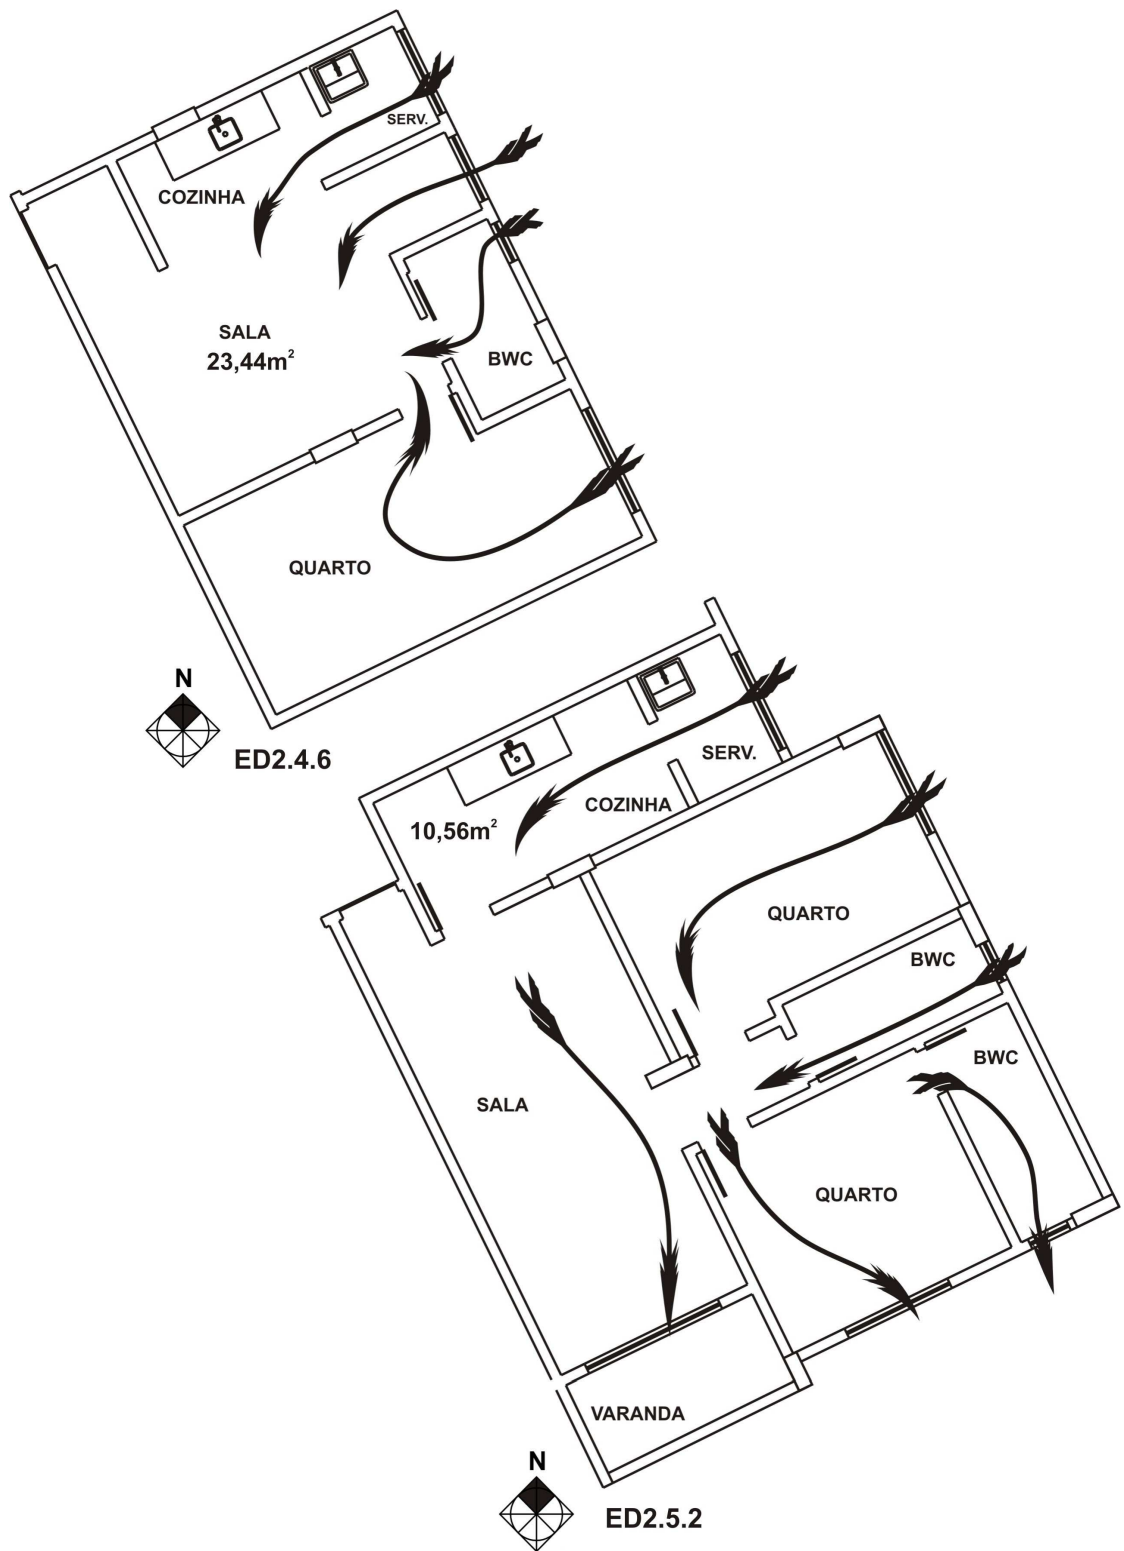 SERV.
COZINHA
SALA
23,44m²
BWC
QUARTO
N
ED2.4.6
SERV.
COZINHA
10,56m²
QUARTO
BWC
BWC
SALA
QUARTO
VARANDA
N
ED2.5.2